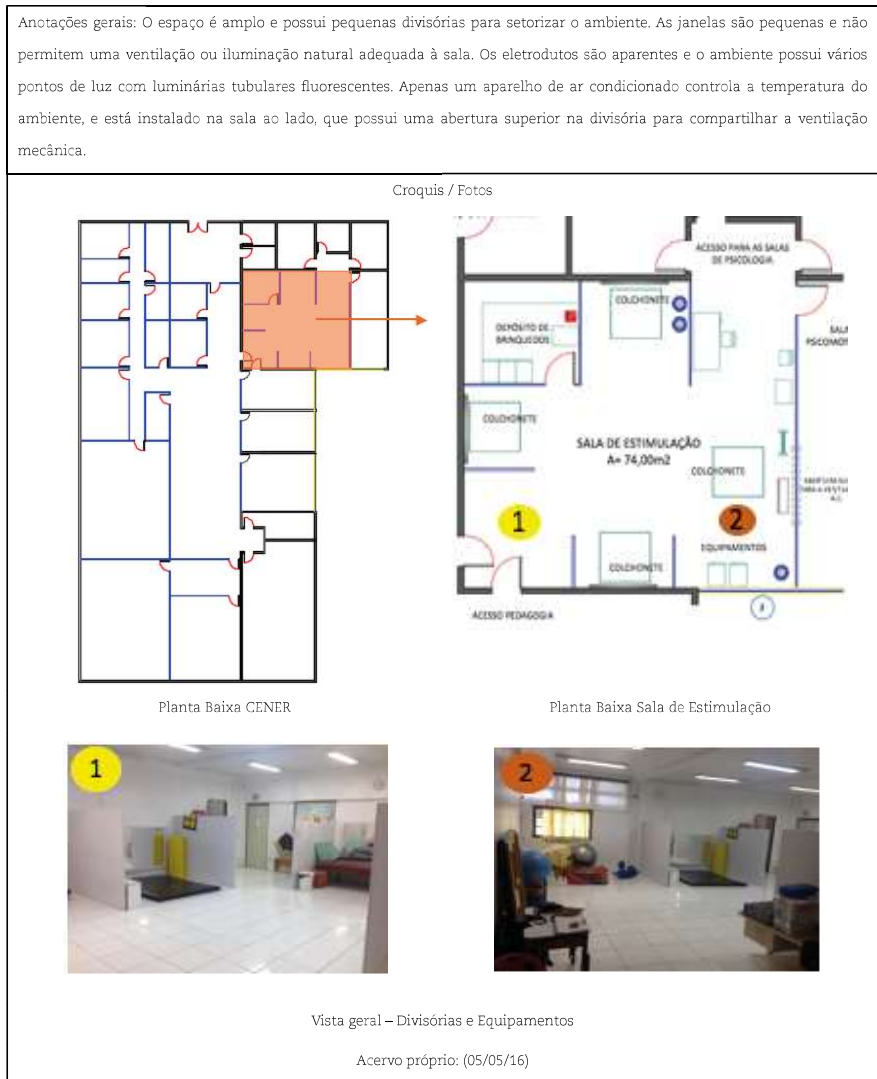 Anotações gerais: O espaço é amplo e possui pequenas divisórias para setorizar o ambiente. As janelas são pequenas e não
permitem uma ventilação ou iluminação natural adequada à sala. Os eletrodutos são aparentes e o ambiente possui vários
pontos de luz com luminárias tubulares fluorescentes. Apenas um aparelho de ar condicionado controla a temperatura do
ambiente, e está instalado na sala ao lado, que possui uma abertura superior na divisória para compartilhar a ventilação
mecânica.
Croquis / Fotos
ACESSO PARA AS SALAS
DE PSICOLOGIA
COLCHONETE
DEPÓSITO DE
BRINQUEDOS
COLCHONETE
SALA DE ESTIMULAÇÃO
A= 74,00m2
COLCHONETE
1
2
EQUIPAMENTOS
COLCHONETE
ACESSO PEDAGOGIA
Planta Baixa CENER
Planta Baixa Sala de Estimulação
1
2
Vista geral – Divisórias e Equipamentos
Acervo próprio: (05/05/16)